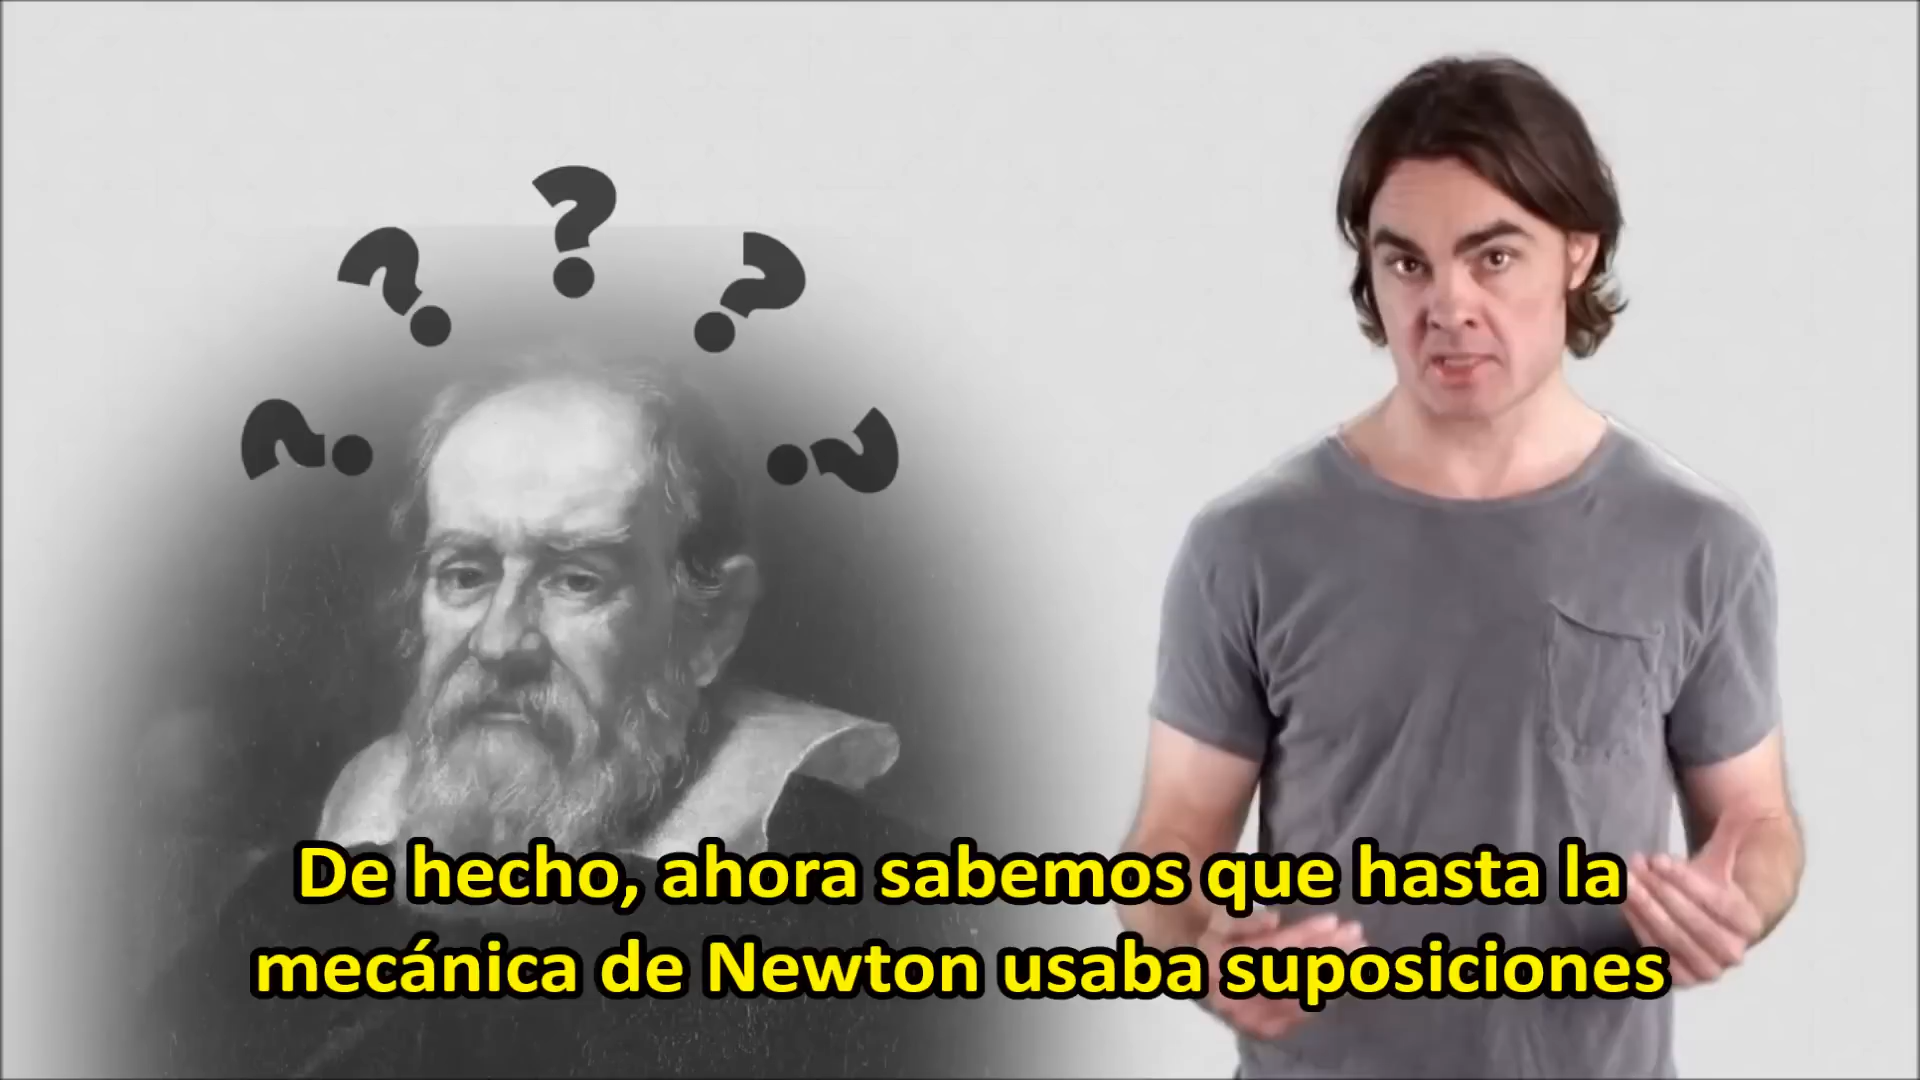 ?
?
?
?
?
De hecho, ahora sabemos que hasta la
mecánica de Newton usaba suposiciones